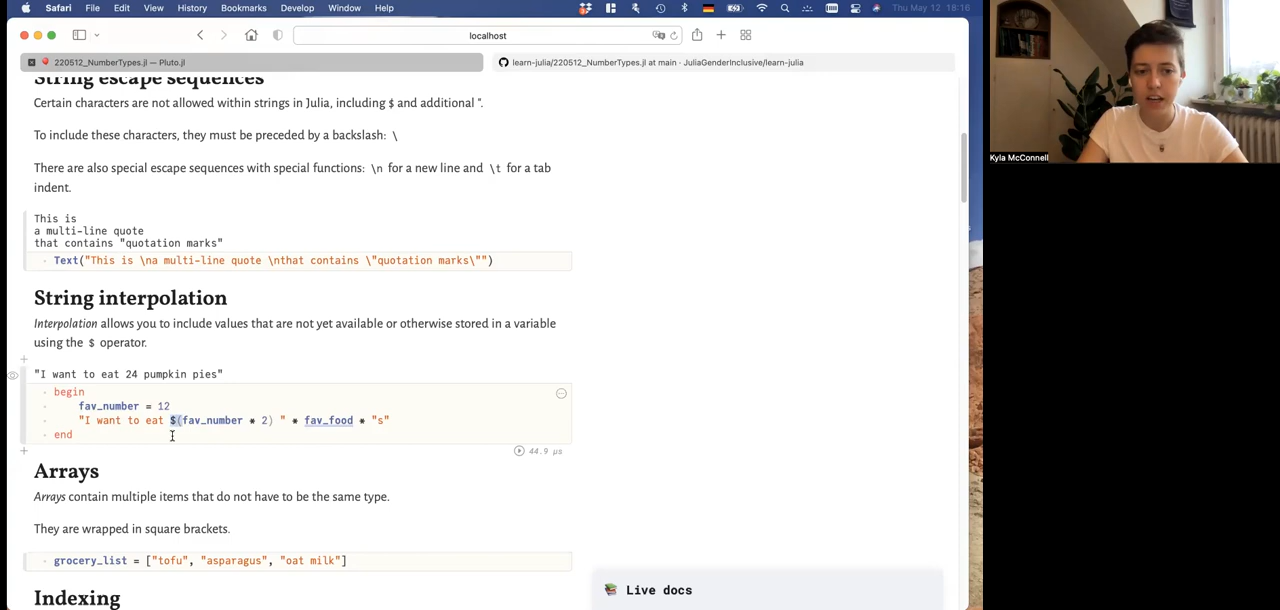 Safari File Edit View History Bookmarks Develop Window Help Thu May 12 18:16
localhost
220512_NumberTypes.jl — Pluto.jl
learn-julia/220512_NumberTypes.jl at main · JuliaGenderInclusive/learn-julia
String escape sequences
Certain characters are not allowed within strings in Julia, including $ and additional ".
To include these characters, they must be preceded by a backslash: \
There are also special escape sequences with special functions: \n for a new line and \t for a tab
indent.
This is
a multi-line quote
that contains "quotation marks"
Text("This is \na multi-line quote \nthat contains \"quotation marks\"")
String interpolation
Interpolation allows you to include values that are not yet available or otherwise stored in a variable
using the $ operator.
"I want to eat 24 pumpkin pies"
begin
fav_number = 12
"I want to eat $(fav_number * 2) " * fav_food * "s"
end
44.9 μs
Arrays
Arrays contain multiple items that do not have to be the same type.
They are wrapped in square brackets.
grocery_list = ["tofu", "asparagus", "oat milk"]
Indexing
Live docs
Kyla McConnell